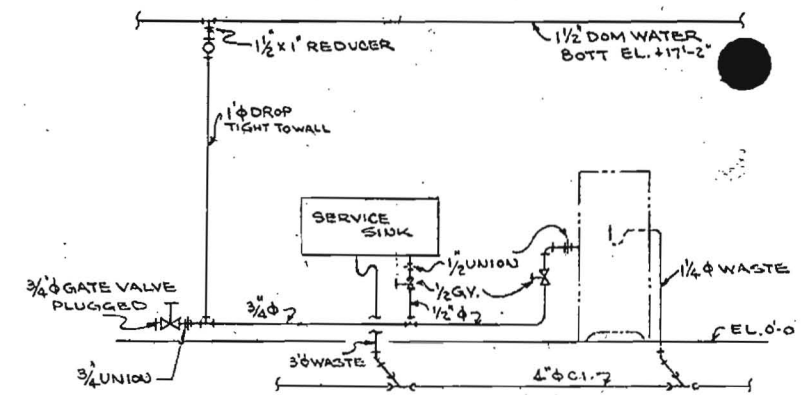 1½" x 1" REDUCER
1½" DOM WATER
BOTT EL. +17'-2"
1"Φ DROP
TIGHT TO WALL
SERVICE
SINK
½" UNION
½ G.V.
½"Φ
1¼Φ WASTE
¾"Φ GATE VALVE
PLUGGED
¾"Φ
EL. 0'-0
¾ UNION
3"Φ WASTE
4"Φ C.I.